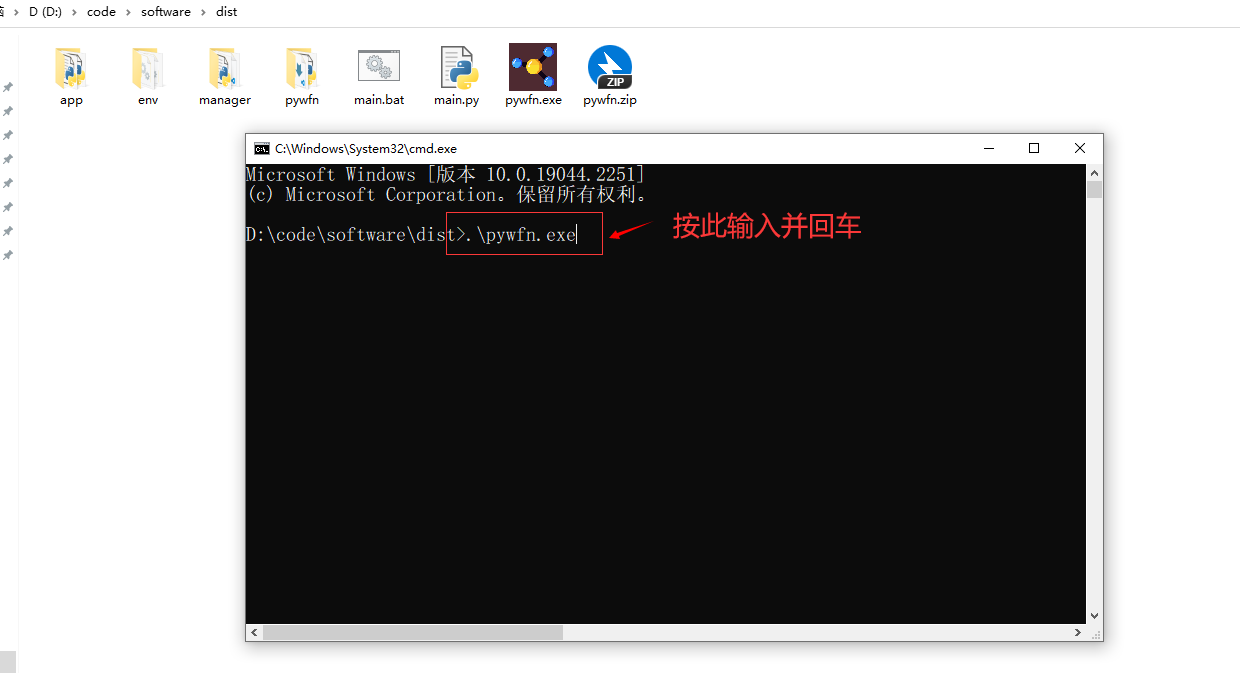 D (D:) › code › software › dist
app
env
manager
pywfn
main.bat
main.py
pywfn.exe
pywfn.zip
ZIP
C:\Windows\System32\cmd.exe
Microsoft Windows [版本 10.0.19044.2251]
(c) Microsoft Corporation。保留所有权利。
D:\code\software\dist>.\pywfn.exe
按此输入并回车